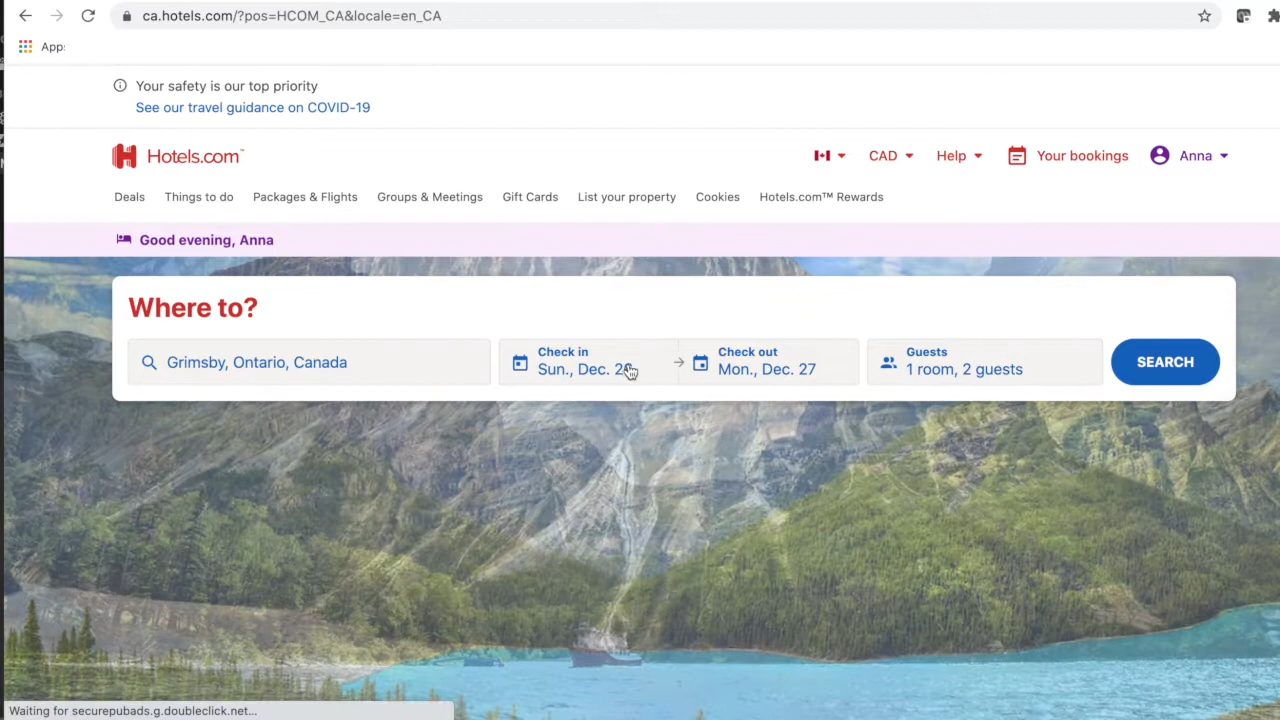 ca.hotels.com/?pos=HCOM_CA&locale=en_CA
Apps
Your safety is our top priority
See our travel guidance on COVID-19
Hotels.com™
CAD
Help
Your bookings
Anna
Deals
Things to do
Packages & Flights
Groups & Meetings
Gift Cards
List your property
Cookies
Hotels.com™ Rewards
Good evening, Anna
Where to?
Grimsby, Ontario, Canada
Check in
Sun., Dec. 26
Check out
Mon., Dec. 27
Guests
1 room, 2 guests
SEARCH
Waiting for securepubads.g.doubleclick.net...